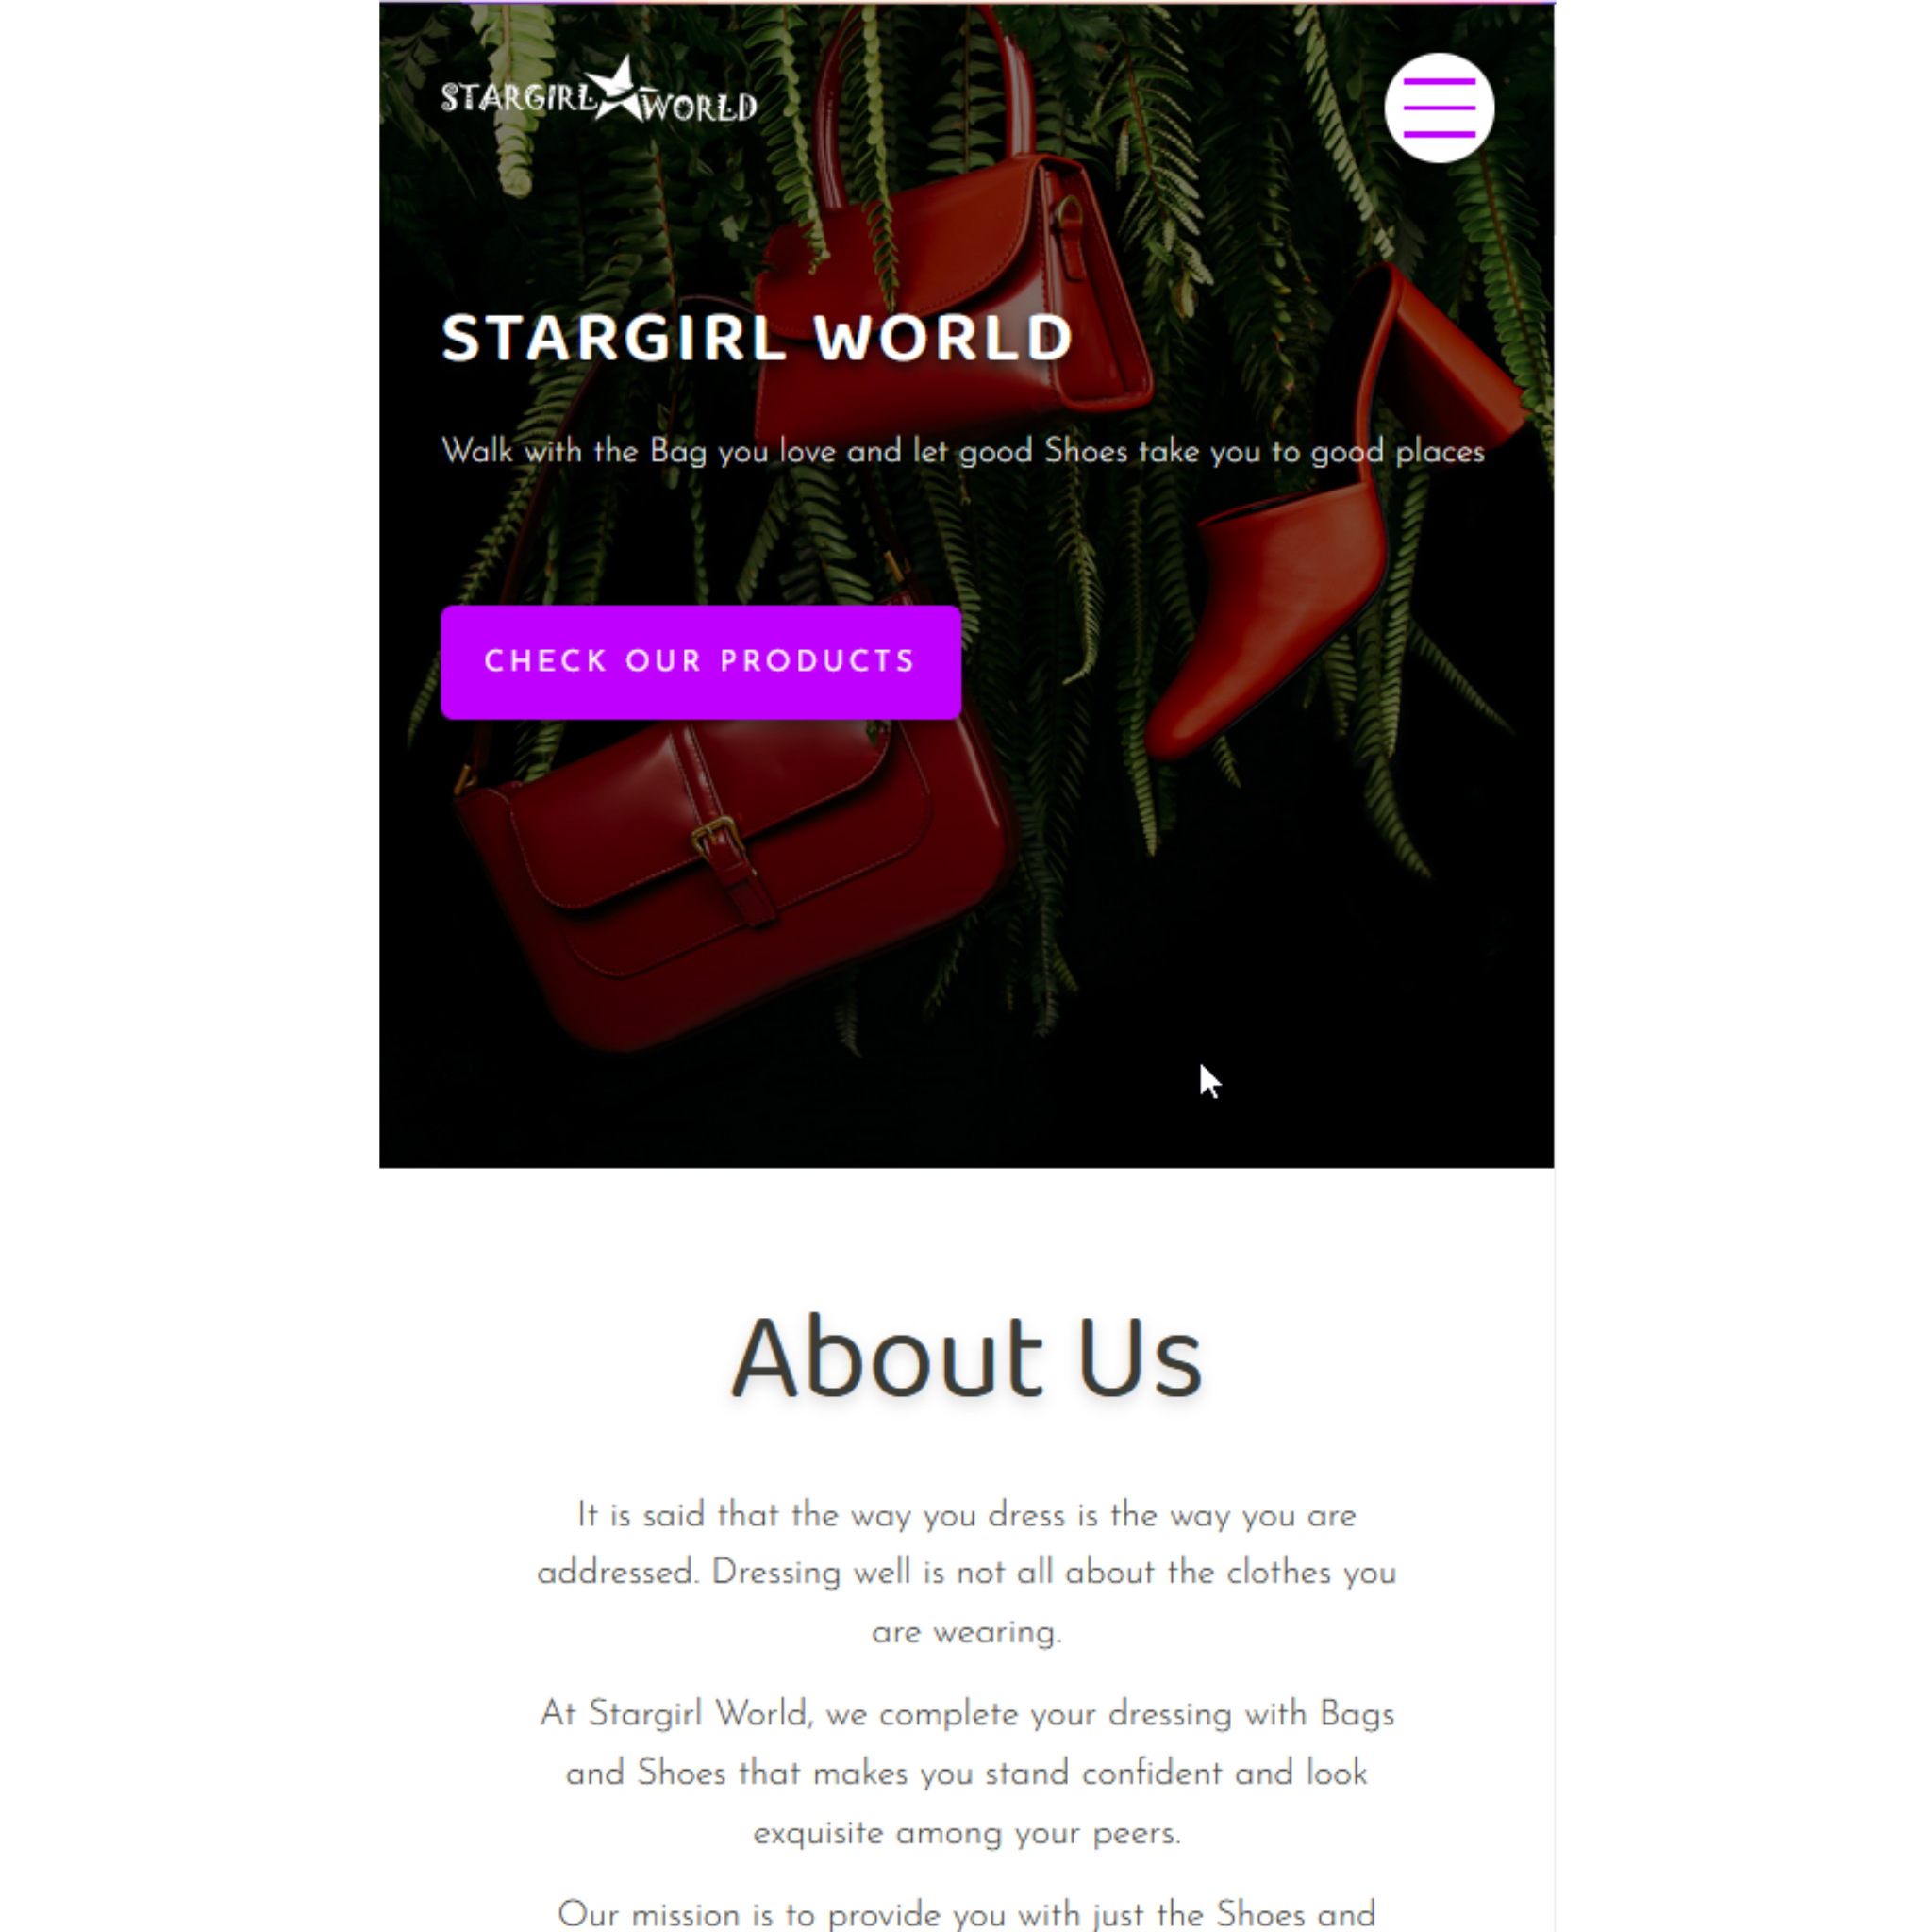 STARGIRL WORLD
STARGIRL WORLD
Walk with the Bag you love and let good Shoes take you to good places
CHECK OUR PRODUCTS
About Us
It is said that the way you dress is the way you are
addressed. Dressing well is not all about the clothes you
are wearing.
At Stargirl World, we complete your dressing with Bags
and Shoes that makes you stand confident and look
exquisite among your peers.
Our mission is to provide you with just the Shoes and